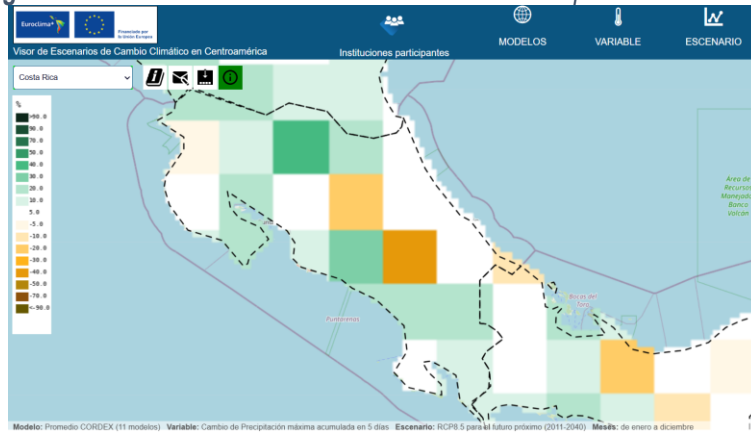 Euroclima
Financiado por
la Unión Europea
Visor de Escenarios de Cambio Climático en Centroamérica
Instituciones participantes
MODELOS
VARIABLE
ESCENARIO
Costa Rica
%
>90.0
90.0
70.0
50.0
40.0
30.0
20.0
10.0
5.0
-5.0
-10.0
-20.0
-30.0
-40.0
-50.0
-70.0
<-90.0
Área de
Recursos
Manejados
Banco
Volcán
Bocas del
Toro
Puntarenas
Modelo: Promedio CORDEX (11 modelos) Variable: Cambio de Precipitación máxima acumulada en 5 días Escenario: RCP8.5 para el futuro próximo (2011-2040) Meses: de enero a diciembre